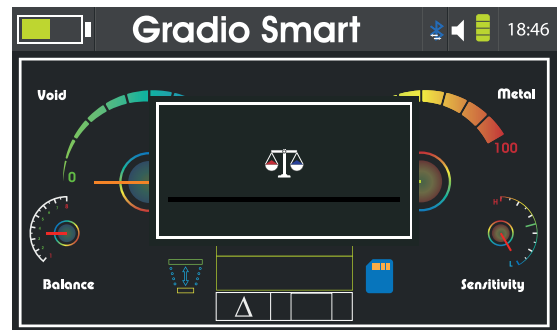 Gradio Smart
18:46
Void
Metal
0
100
H
L
Balance
Sensitivity
Δ